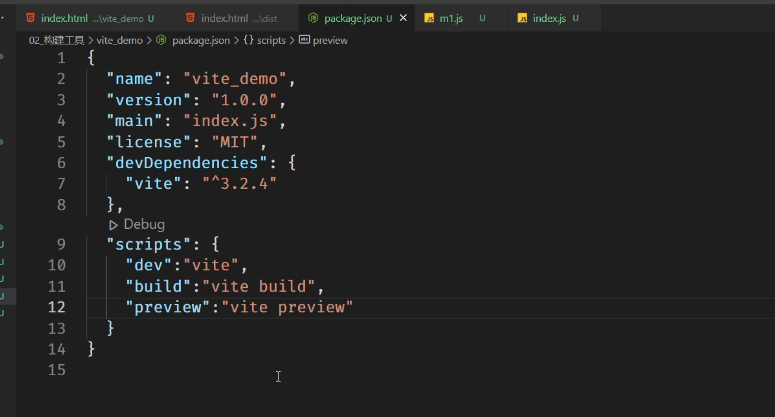 index.html ...\vite_demo U
index.html ...\dist
package.json U
JS m1.js U
JS index.js U
02_构建工具 > vite_demo > package.json > {} scripts > abc preview
1 {
2 "name": "vite_demo",
3 "version": "1.0.0",
4 "main": "index.js",
5 "license": "MIT",
6 "devDependencies": {
7 "vite": "^3.2.4"
8 },
Debug
9 "scripts": {
10 "dev":"vite",
11 "build":"vite build",
12 "preview":"vite preview"
13 }
14 }
15